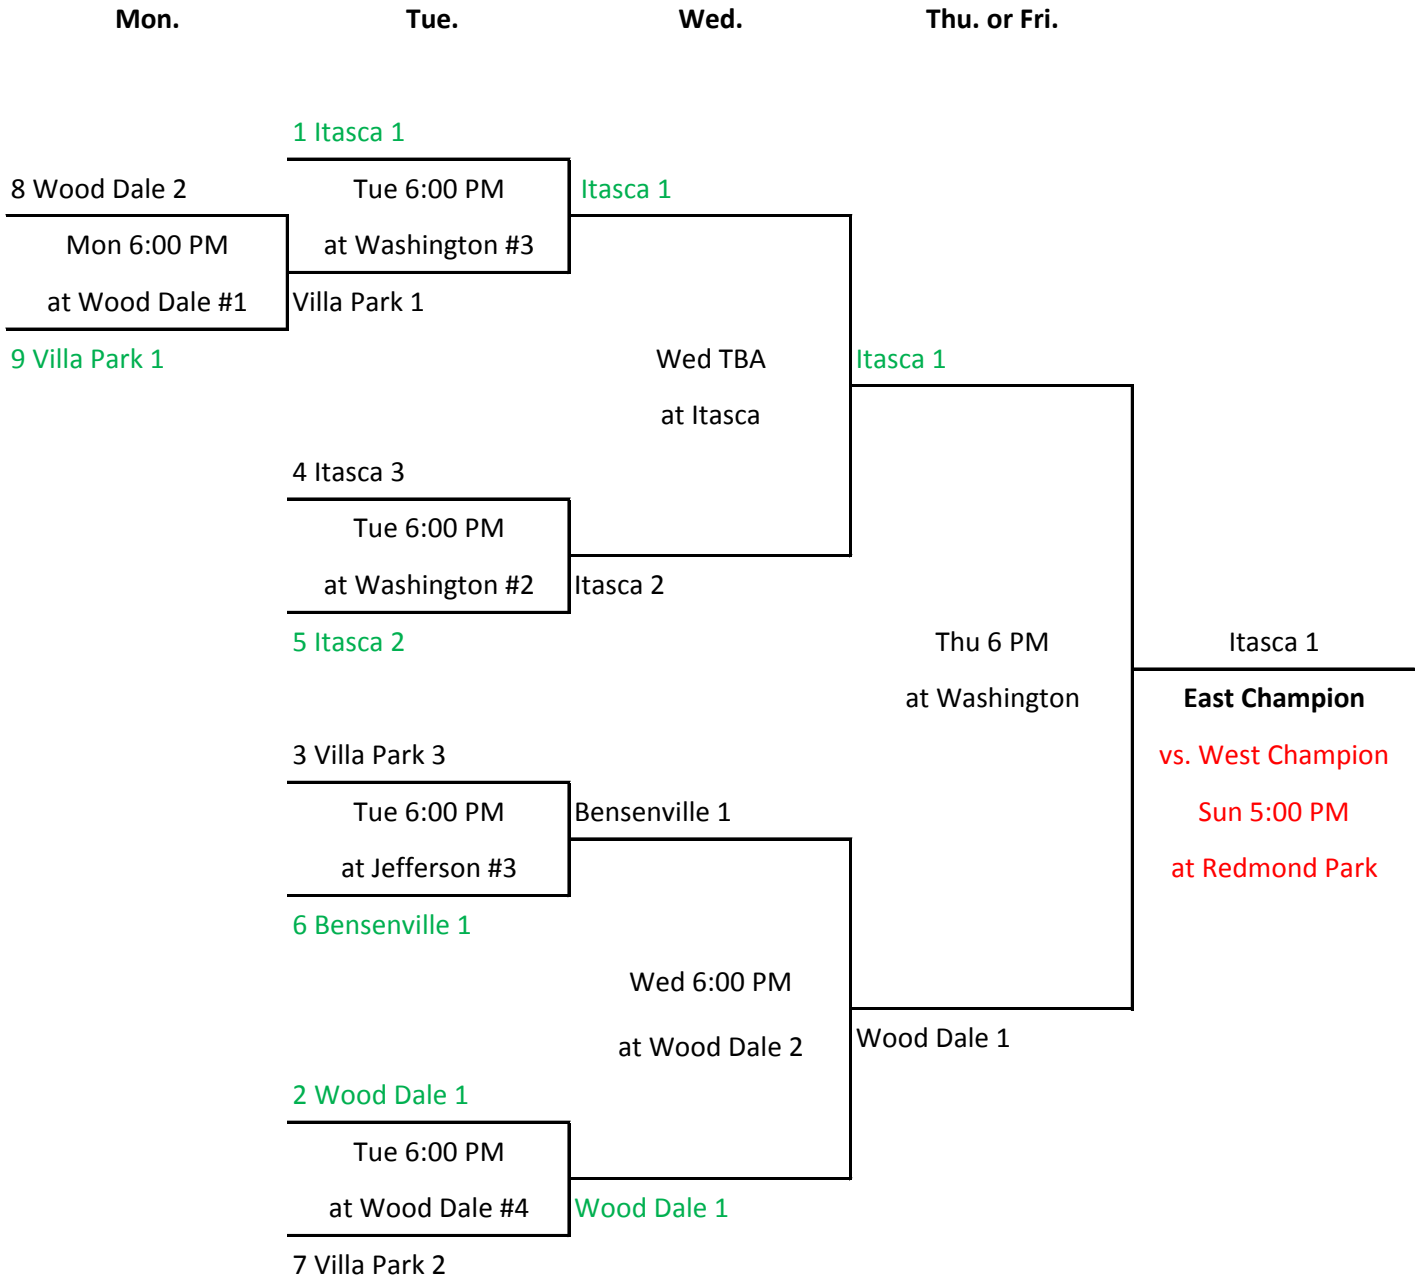 Mon. Tue. Wed. Thu. or Fri.
1 Itasca 1
8 Wood Dale 2 Tue 6:00 PM Itasca 1
Mon 6:00 PM at Washington #3
at Wood Dale #1 Villa Park 1
9 Villa Park 1 Wed TBA Itasca 1
at Itasca
4 Itasca 3
Tue 6:00 PM
at Washington #2 Itasca 2
5 Itasca 2 Thu 6 PM Itasca 1
at Washington East Champion
3 Villa Park 3 vs. West Champion
Tue 6:00 PM Bensenville 1 Sun 5:00 PM
at Jefferson #3 at Redmond Park
6 Bensenville 1
Wed 6:00 PM
at Wood Dale 2 Wood Dale 1
2 Wood Dale 1
Tue 6:00 PM
at Wood Dale #4 Wood Dale 1
7 Villa Park 2